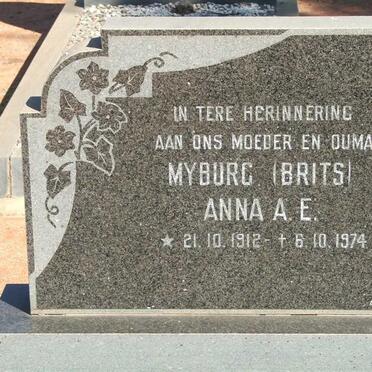 IN TERE HERINNERING
AAN ONS MOEDER EN OUMA
MYBURG (BRITS)
ANNA A. E.
★ 21.10.1912 - † 6.10.1974